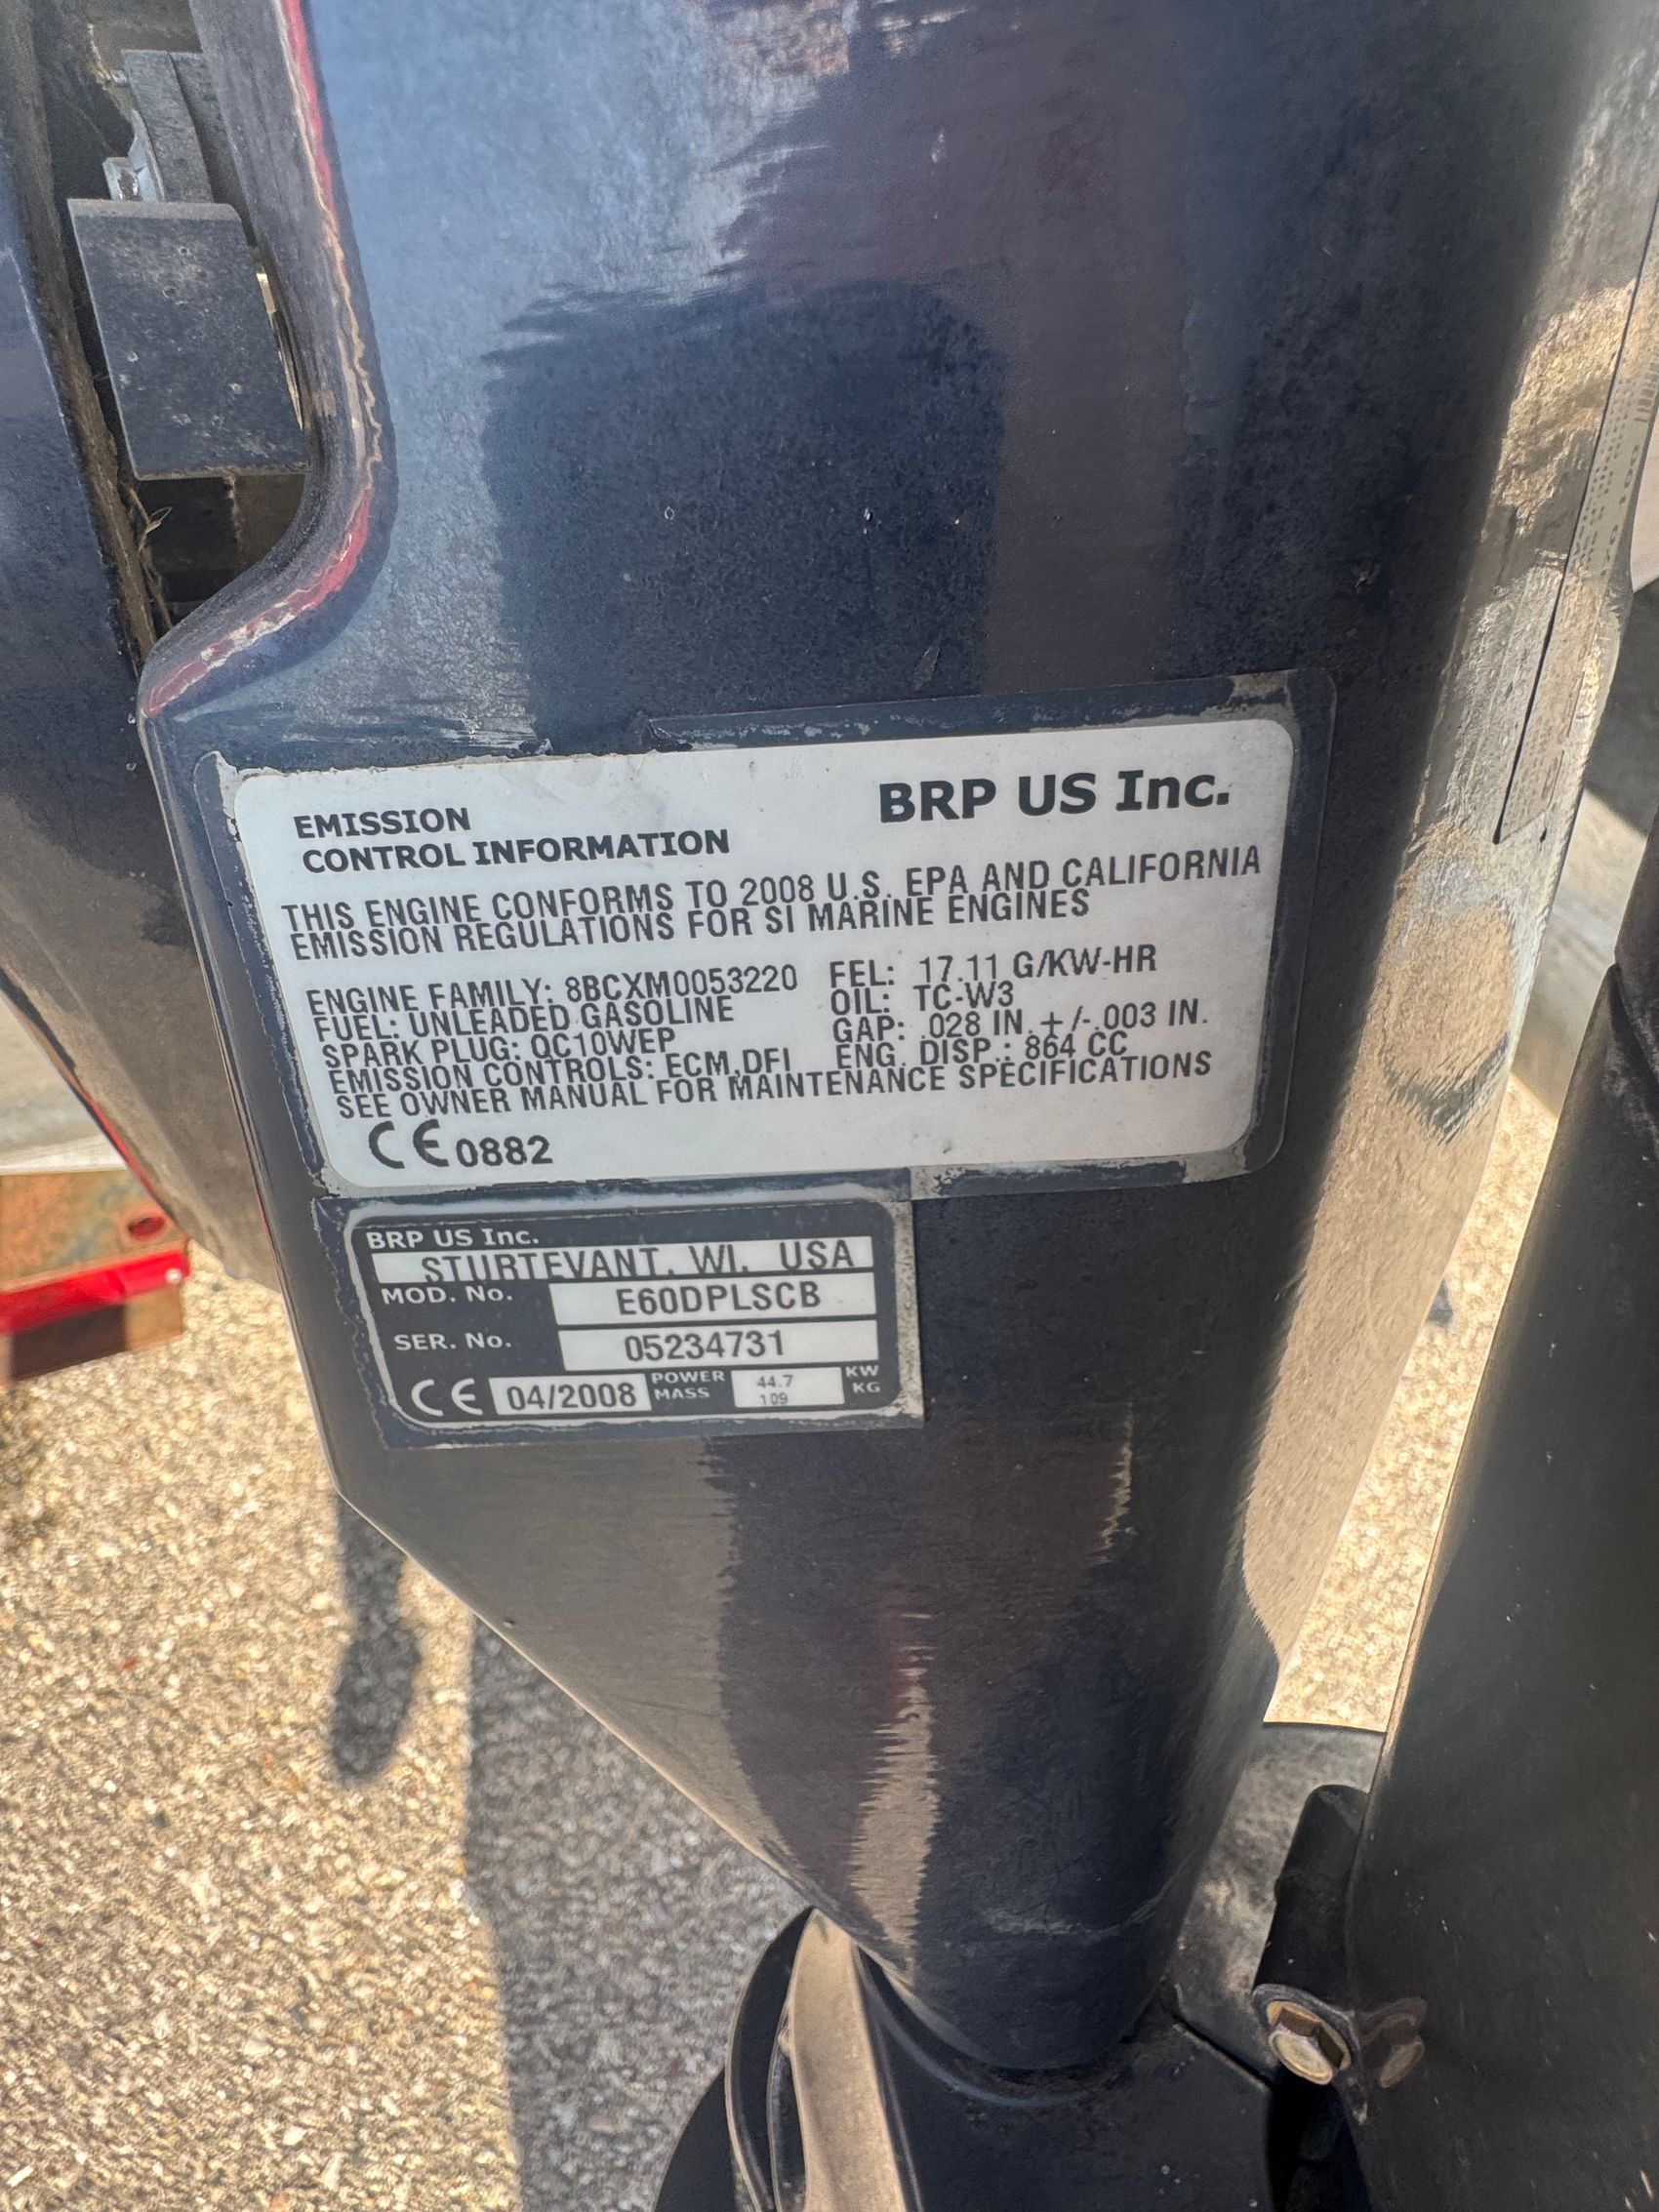 EMISSION
CONTROL INFORMATION
BRP US Inc.
THIS ENGINE CONFORMS TO 2008 U.S. EPA AND CALIFORNIA
EMISSION REGULATIONS FOR SI MARINE ENGINES
ENGINE FAMILY: 8BCXM0053220 FEL: 17.11 G/KW-HR
FUEL: UNLEADED GASOLINE OIL: TC-W3
SPARK PLUG: QC10WEP GAP: .028 IN. +/-.003 IN.
EMISSION CONTROLS: ECM,DFI ENG. DISP.: 864 CC
SEE OWNER MANUAL FOR MAINTENANCE SPECIFICATIONS
CE 0882
BRP US Inc.
STURTEVANT, WI. USA
MOD. No. E60DPLSCB
SER. No. 05234731
CE 04/2008 POWER 44.7 KW
MASS 109 KG